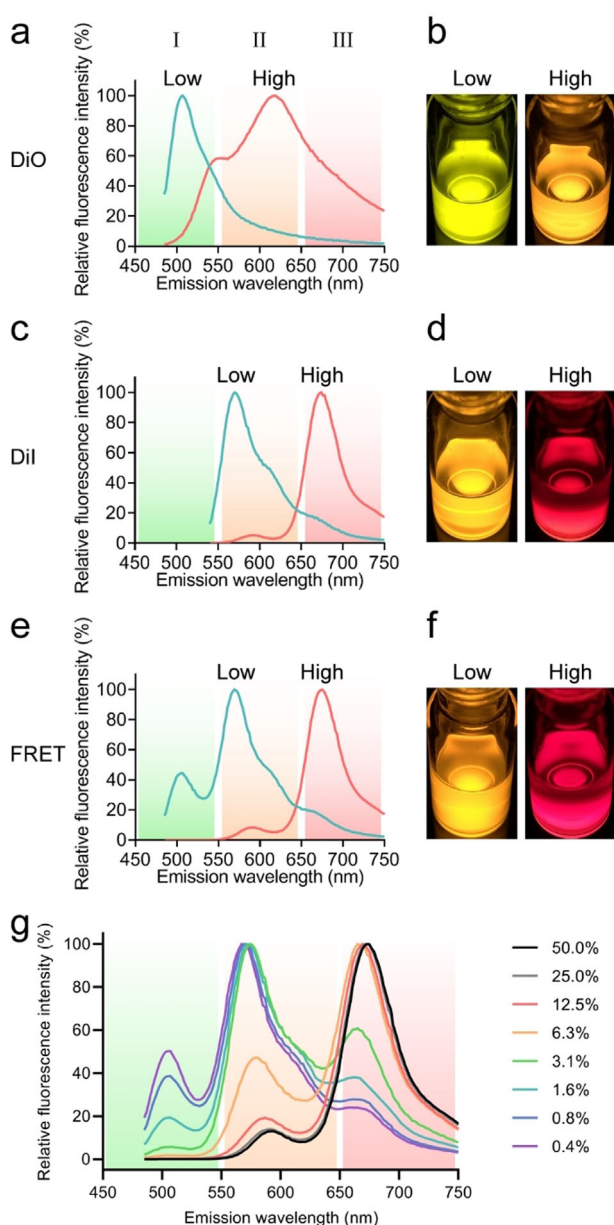 a
I II III
Low High
DiO
Relative fluorescence intensity (%)
100
80
60
40
20
0
450 500 550 600 650 700 750
Emission wavelength (nm)
b
Low High
c
Low High
DiI
Relative fluorescence intensity (%)
100
80
60
40
20
0
450 500 550 600 650 700 750
Emission wavelength (nm)
d
Low High
e
Low High
FRET
Relative fluorescence intensity (%)
100
80
60
40
20
0
450 500 550 600 650 700 750
Emission wavelength (nm)
f
Low High
g
Relative fluorescence intensity (%)
100
80
60
40
20
0
450 500 550 600 650 700 750
Emission wavelength (nm)
50.0%
25.0%
12.5%
6.3%
3.1%
1.6%
0.8%
0.4%